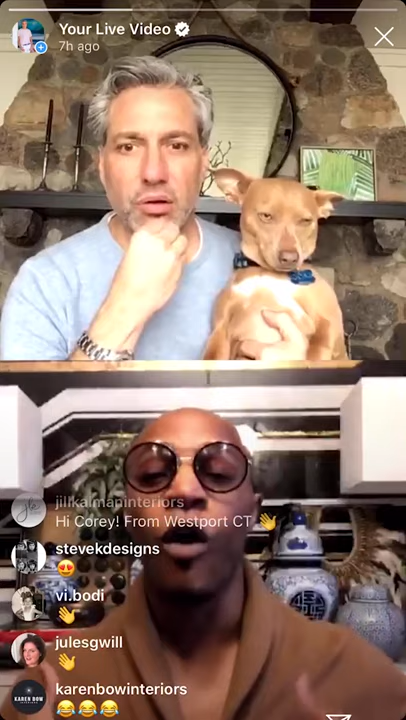 Your Live Video
7h ago
jillkalmaninteriors
Hi Corey! From Westport CT 👋
stevekdesigns
😍
vi.bodi
👋
julesgwill
👋
KAREN BOW
karenbowinteriors
😂😂😂